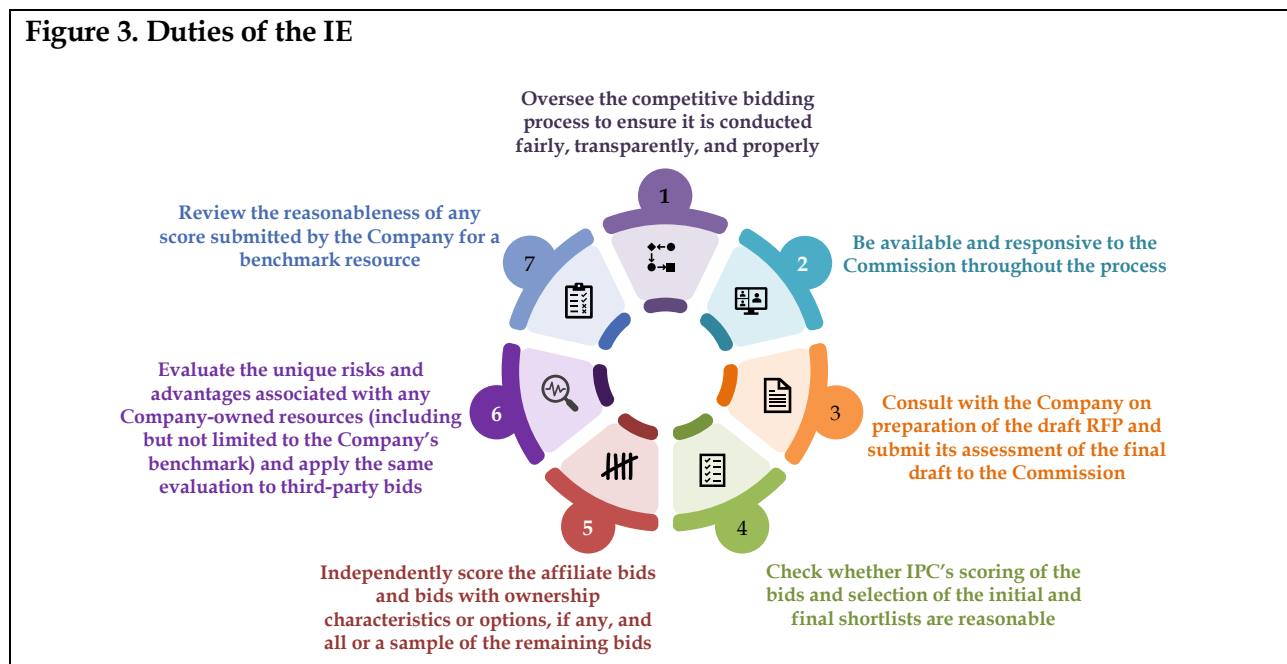 Figure 3. Duties of the IE
Oversee the competitive bidding
process to ensure it is conducted
fairly, transparently, and properly
1
Be available and responsive to the
Commission throughout the process
2
Consult with the Company on
preparation of the draft RFP and
submit its assessment of the final
draft to the Commission
3
Check whether IPC’s scoring of the
bids and selection of the initial and
final shortlists are reasonable
4
Independently score the affiliate bids
and bids with ownership
characteristics or options, if any, and
all or a sample of the remaining bids
5
Evaluate the unique risks and
advantages associated with any
Company-owned resources (including
but not limited to the Company’s
benchmark) and apply the same
evaluation to third-party bids
6
Review the reasonableness of any
score submitted by the Company for a
benchmark resource
7